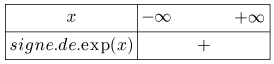 x −∞ +∞
signe.de.exp(x) +